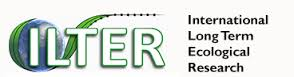 ILTER
International
Long Term
Ecological
Research